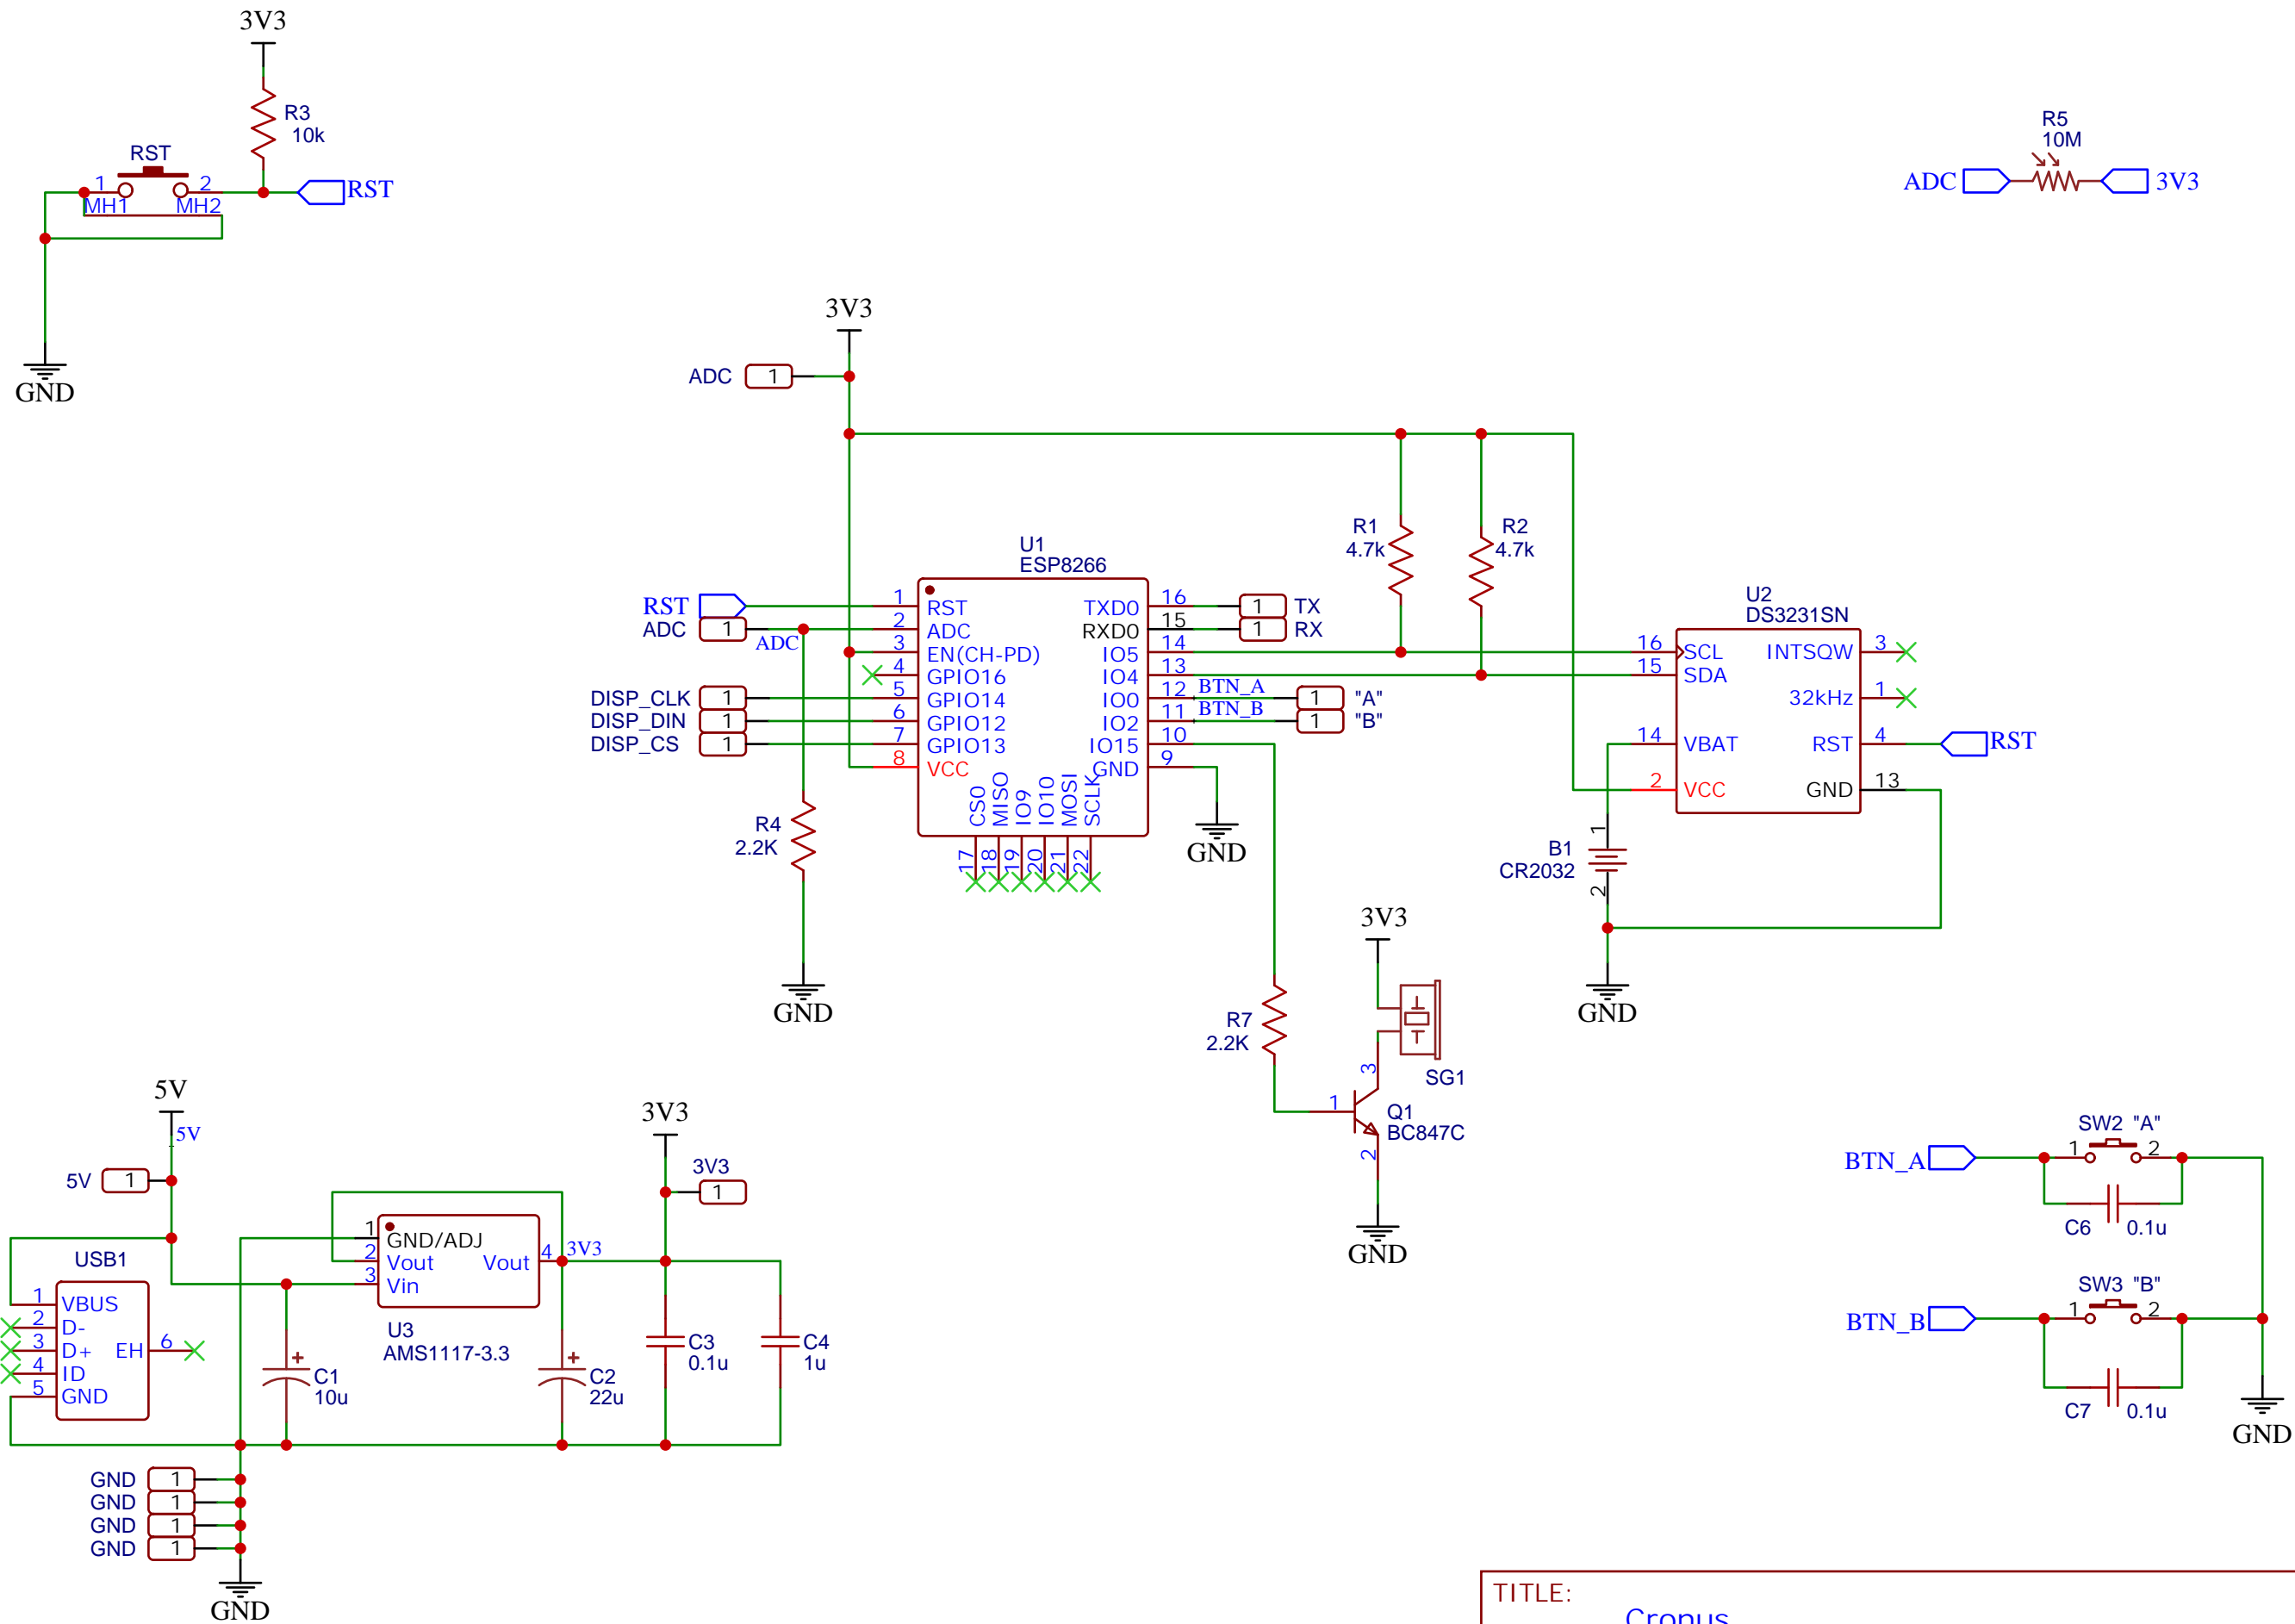 3V3
R3
10k
RST
1
2
MH1
MH2
RST
GND
R5
10M
ADC
3V3
3V3
ADC
1
U1
ESP8266
RST
ADC
1
ADC
DISP_CLK
1
DISP_DIN
1
DISP_CS
1
1
RST
2
ADC
3
EN(CH-PD)
4
GPIO16
5
GPIO14
6
GPIO12
7
GPIO13
8
VCC
TXD0
16
RXD0
15
IO5
14
IO4
13
IO0
12
IO2
11
IO15
10
GND
9
CS0
MISO
IO9
IO10
MOSI
SCLK
17
18
19
20
21
22
1
TX
1
RX
BTN_A
1
"A"
BTN_B
1
"B"
GND
R4
2.2K
GND
R1
4.7k
R2
4.7k
U2
DS3231SN
16
SCL
15
SDA
14
VBAT
2
VCC
INTSQW
3
32kHz
1
RST
4
GND
13
RST
1
B1
CR2032
2
GND
3V3
R7
2.2K
SG1
3
1
Q1
BC847C
2
GND
5V
5V
5V
1
USB1
1
VBUS
2
D-
3
D+
4
ID
5
GND
EH
6
C1
10u
1
GND/ADJ
2
Vout
3
Vin
Vout
4
3V3
U3
AMS1117-3.3
3V3
3V3
1
C2
22u
C3
0.1u
C4
1u
GND
1
GND
1
GND
1
GND
1
GND
SW2 "A"
BTN_A
1
2
C6
0.1u
SW3 "B"
BTN_B
1
2
C7
0.1u
GND
TITLE:
Cronus